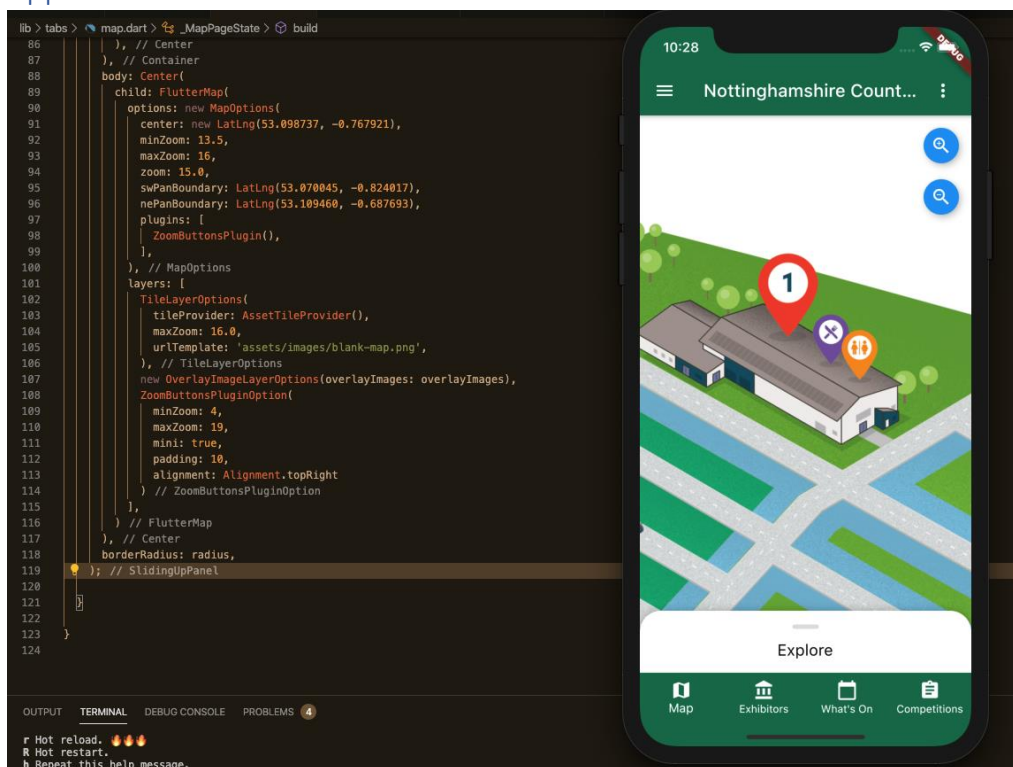 lib > tabs > map.dart > _MapPageState > build
86 ), // Center
87 ), // Container
88 body: Center(
89 child: FlutterMap(
90 options: new MapOptions(
91 center: new LatLng(53.098737, -0.767921),
92 minZoom: 13.5,
93 maxZoom: 16,
94 zoom: 15.0,
95 swPanBoundary: LatLng(53.070045, -0.824017),
96 nePanBoundary: LatLng(53.109460, -0.687693),
97 plugins: [
98 ZoomButtonsPlugin(),
99 ],
100 ), // MapOptions
101 layers: [
102 TileLayerOptions(
103 tileProvider: AssetTileProvider(),
104 maxZoom: 16.0,
105 urlTemplate: 'assets/images/blank-map.png',
106 ), // TileLayerOptions
107 new OverlayImageLayerOptions(overlayImages: overlayImages),
108 ZoomButtonsPluginOption(
109 minZoom: 4,
110 maxZoom: 19,
111 mini: true,
112 padding: 10,
113 alignment: Alignment.topRight
114 ) // ZoomButtonsPluginOption
115 ],
116 ) // FlutterMap
117 ), // Center
118 borderRadius: radius,
119 ); // SlidingUpPanel
120
121 }
122
123 }
124
OUTPUT TERMINAL DEBUG CONSOLE PROBLEMS 4
r Hot reload. 🔥🔥🔥
R Hot restart.
h Repeat this help message.
10:28
DEBUG
Nottinghamshire Count...
1
Explore
Map Exhibitors What's On Competitions